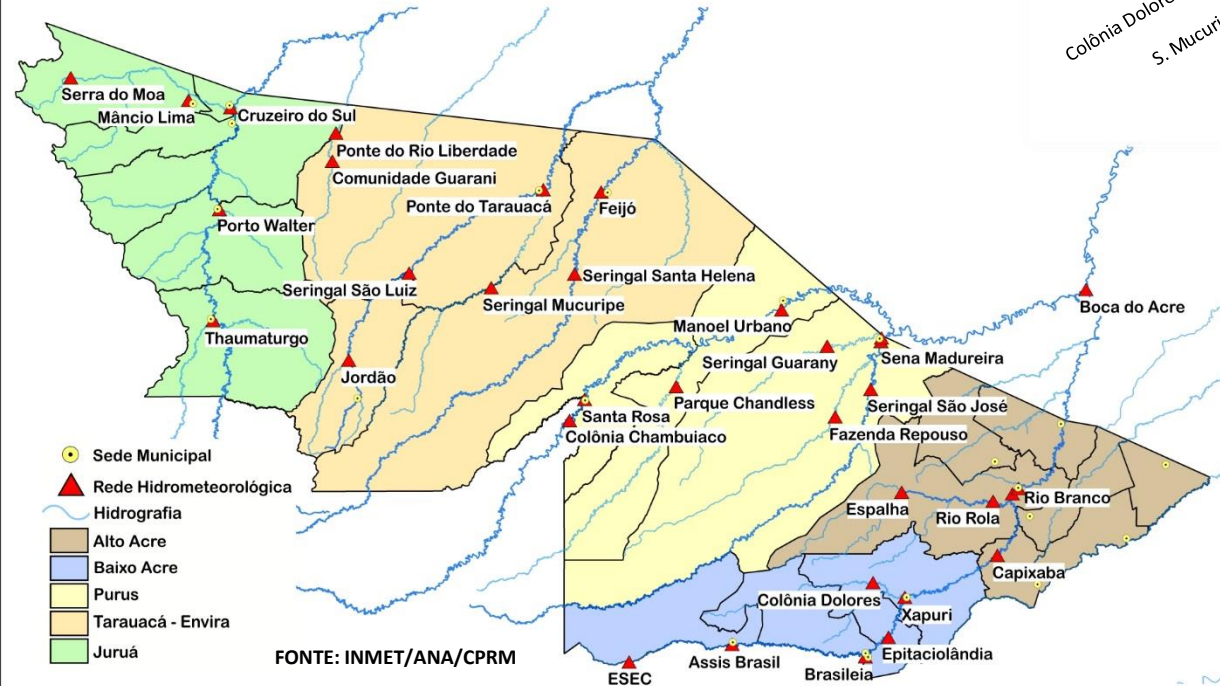 Colônia Dolore
S. Mucuri
Serra do Moa
Mâncio Lima
Cruzeiro do Sul
Ponte do Rio Liberdade
Comunidade Guarani
Ponte do Tarauacá
Feijó
Porto Walter
Seringal São Luiz
Seringal Mucuripe
Seringal Santa Helena
Boca do Acre
Manoel Urbano
Thaumaturgo
Seringal Guarany
Sena Madureira
Jordão
Parque Chandless
Seringal São José
Santa Rosa
Colônia Chambuiaco
Fazenda Repouso
Espalha
Rio Rola
Rio Branco
Capixaba
Colônia Dolores
Xapuri
Epitaciolândia
Assis Brasil
Brasileia
ESEC
Sede Municipal
Rede Hidrometeorológica
Hidrografia
Alto Acre
Baixo Acre
Purus
Tarauacá - Envira
Juruá
FONTE: INMET/ANA/CPRM